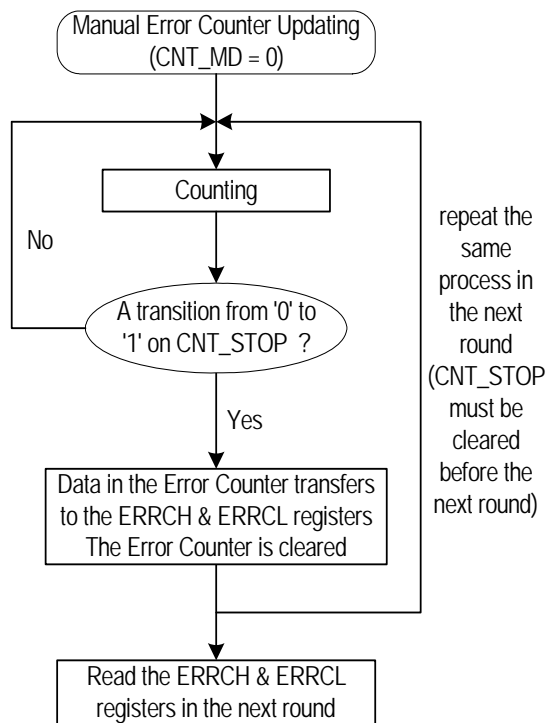 Manual Error Counter Updating
(CNT_MD = 0)
Counting
No
A transition from '0' to
'1' on CNT_STOP ?
Yes
Data in the Error Counter transfers
to the ERRCH & ERRCL registers
The Error Counter is cleared
repeat the
same
process in
the next
round
(CNT_STOP
must be
cleared
before the
next round)
Read the ERRCH & ERRCL
registers in the next round